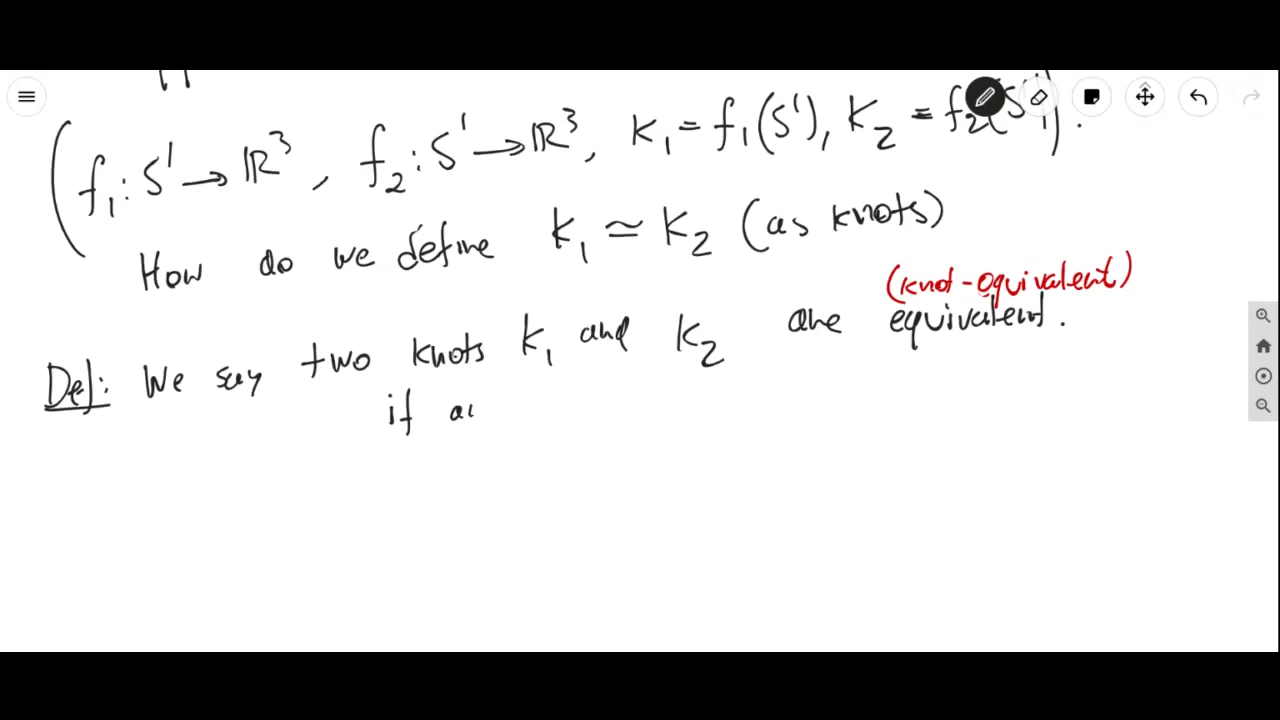 (f₁: S¹ → ℝ³, f₂: S¹ → ℝ³, K₁ = f₁(S¹), K₂ = f₂(S¹)).
How do we define K₁ ≃ K₂ (as knots)
(knot-equivalent)
Def: We say two knots K₁ and K₂ are equivalent.
if